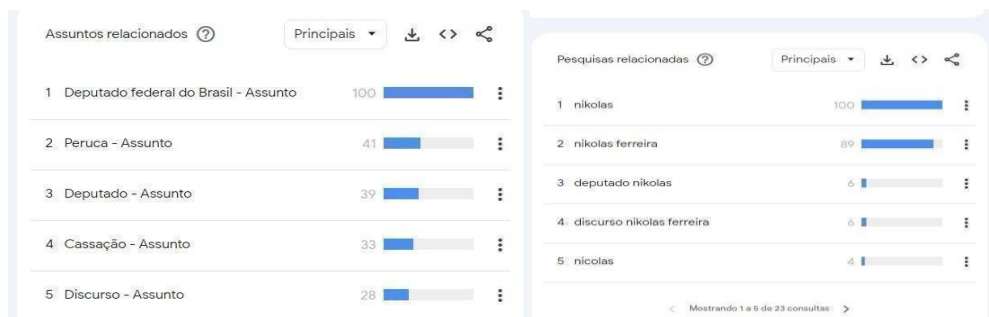 Assuntos relacionados ?
Principais
<>
1 Deputado federal do Brasil - Assunto 100
2 Peruca - Assunto 41
3 Deputado - Assunto 39
4 Cassação - Assunto 33
5 Discurso - Assunto 28
Pesquisas relacionadas ?
Principais
<>
1 nikolas 100
2 nikolas ferreira 89
3 deputado nikolas 6
4 discurso nikolas ferreira 6
5 nicolas 4
< Mostrando 1 a 5 de 23 consultas >